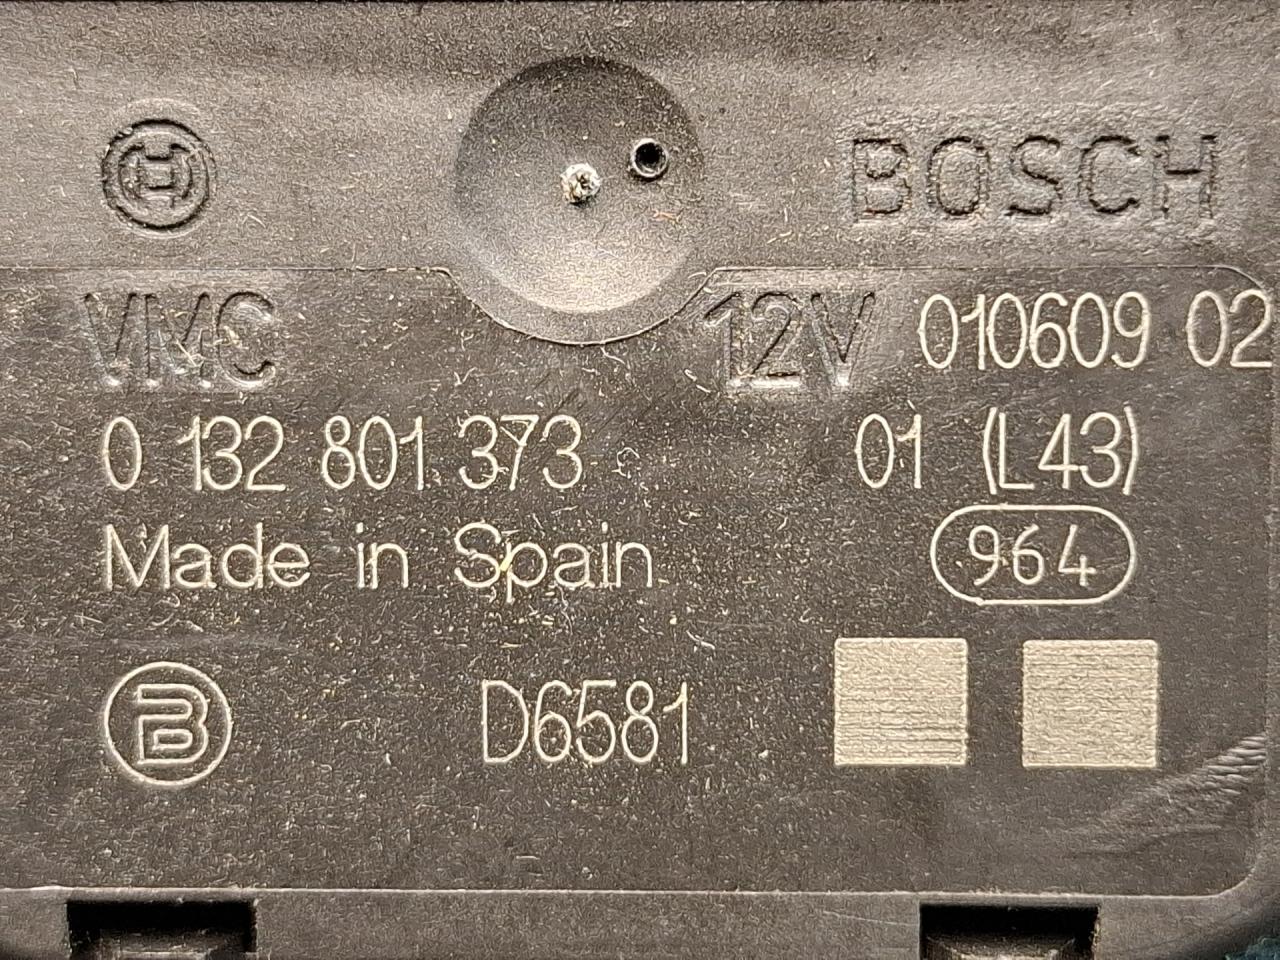 BOSCH
VMC 12V 010609 02
0 132 801 373 01 (L43)
Made in Spain 964
B D6581